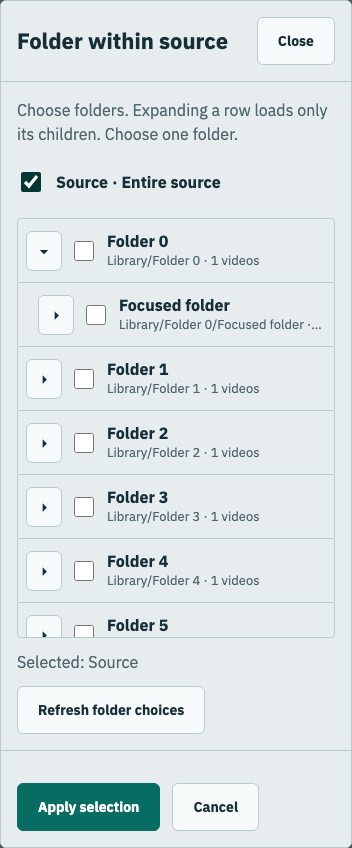 Folder within source
Close
Choose folders. Expanding a row loads only
its children. Choose one folder.
Source · Entire source
Folder 0
Library/Folder 0 · 1 videos
Focused folder
Library/Folder 0/Focused folder ·...
Folder 1
Library/Folder 1 · 1 videos
Folder 2
Library/Folder 2 · 1 videos
Folder 3
Library/Folder 3 · 1 videos
Folder 4
Library/Folder 4 · 1 videos
Folder 5
Selected: Source
Refresh folder choices
Apply selection
Cancel